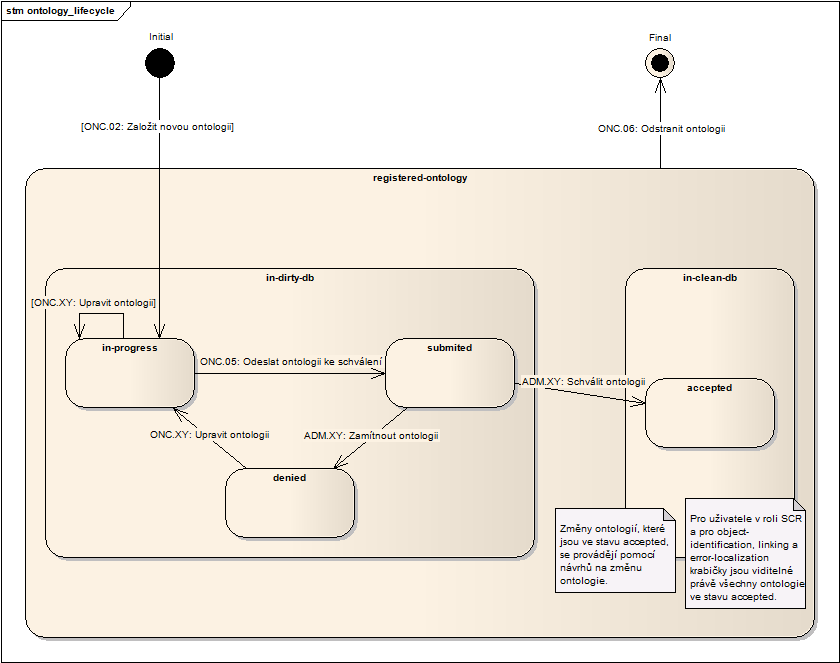 stm ontology_lifecycle
Initial
Final
[ONC.02: Založit novou ontologii]
ONC.06: Odstranit ontologii
registered-ontology
in-dirty-db
in-clean-db
[ONC.XY: Upravit ontologii]
in-progress
submited
ONC.05: Odeslat ontologii ke schválení
ADM.XY: Schválit ontologii
accepted
ONC.XY: Upravit ontologii
ADM.XY: Zamítnout ontologii
denied
Změny ontologií, které
jsou ve stavu accepted,
se provádějí pomocí
návrhů na změnu
ontologie.
Pro uživatele v roli SCR
a pro object-
identification, linking a
error-localization
krabičky jsou viditelné
právě všechny ontologie
ve stavu accepted.